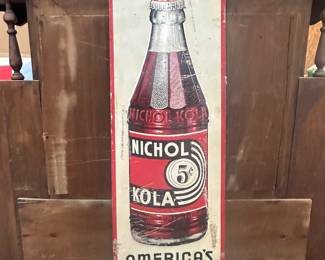 NICHOL KOLA
NICHOL
5¢
KOLA
AMERICA'S